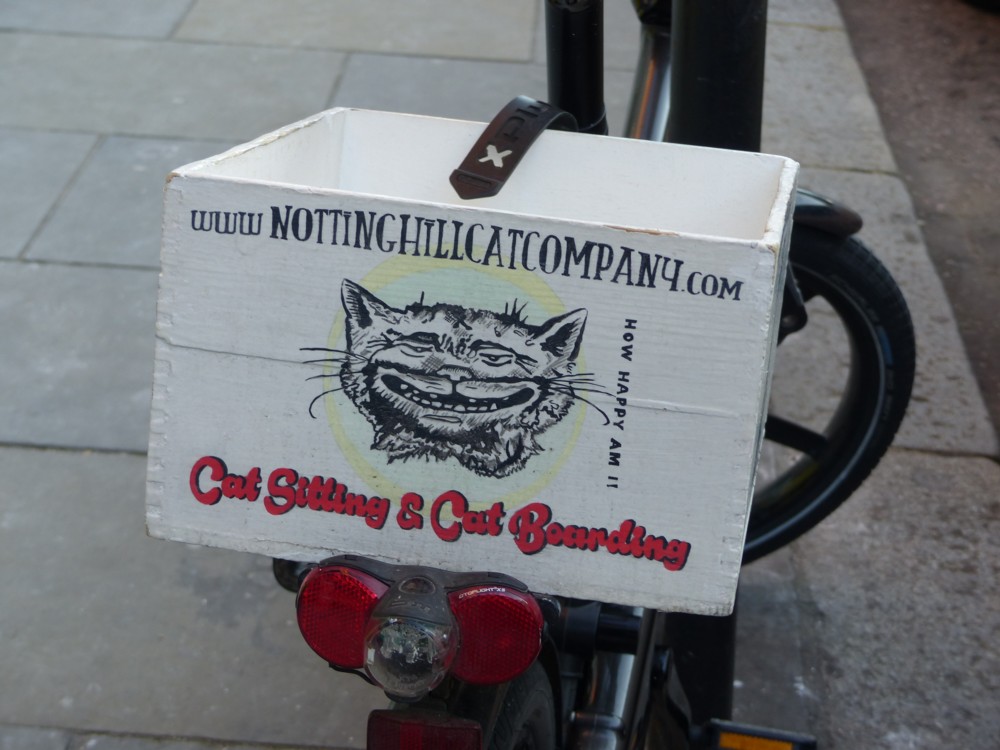 www NOTTINGHILLCATCOMPANY.COM
HOW HAPPY AM I!
Cat Sitting & Cat Boarding